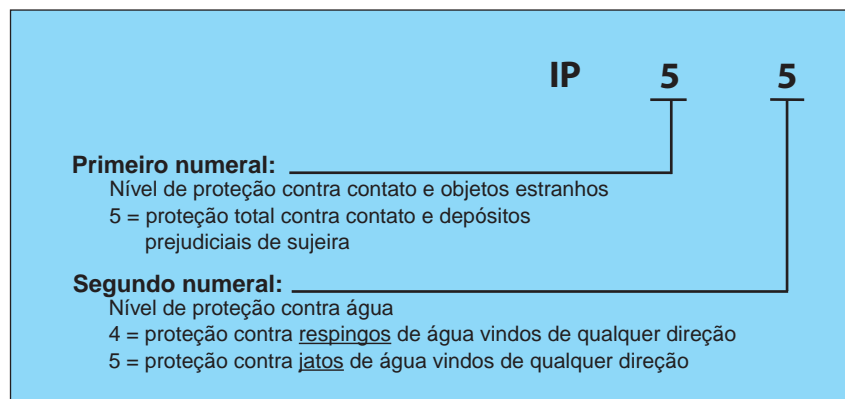 IP 5 5
Primeiro numeral:
Nível de proteção contra contato e objetos estranhos
5 = proteção total contra contato e depósitos
prejudiciais de sujeira
Segundo numeral:
Nível de proteção contra água
4 = proteção contra respingos de água vindos de qualquer direção
5 = proteção contra jatos de água vindos de qualquer direção